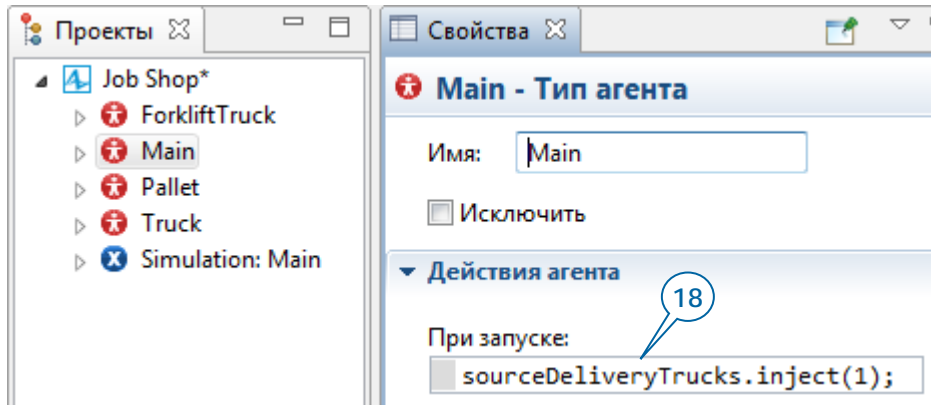 Проекты
Job Shop*
ForkliftTruck
Main
Pallet
Truck
Simulation: Main
Свойства
Main - Тип агента
Имя: Main
Исключить
Действия агента
18
При запуске:
sourceDeliveryTrucks.inject(1);